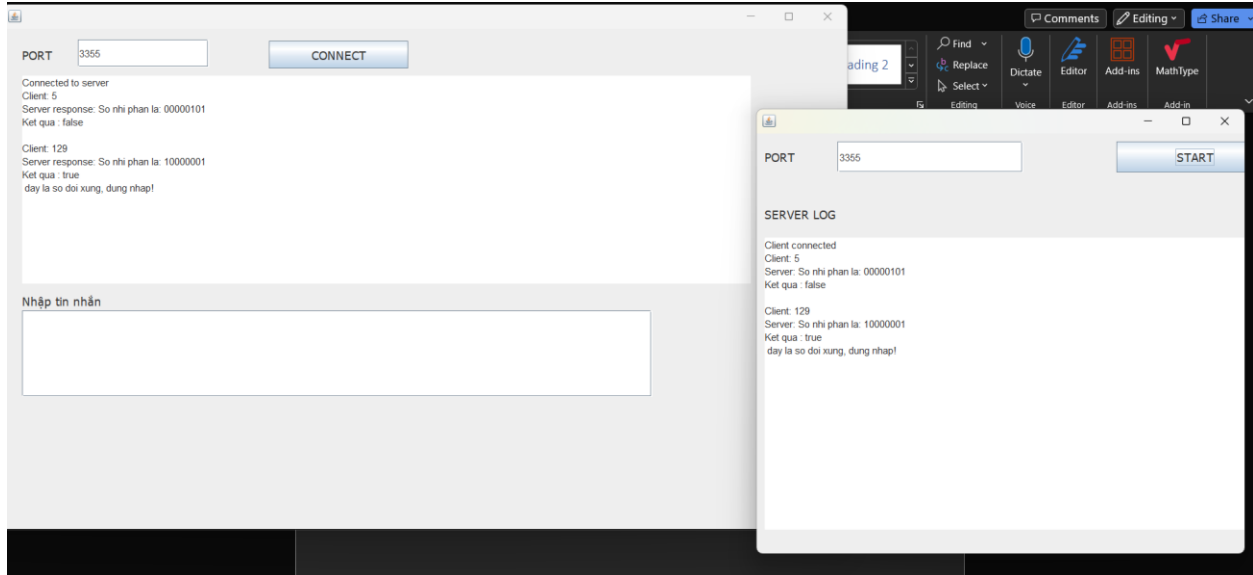 PORT
3355
CONNECT
Connected to server
Client: 5
Server response: So nhi phan la: 00000101
Ket qua : false
Client: 129
Server response: So nhi phan la: 10000001
Ket qua : true
day la so doi xung, dung nhap!
Nhập tin nhắn
Comments
Editing
Share
ading 2
Find
Replace
Select
Dictate
Editor
Add-ins
MathType
Editing
Voice
Editor
Add-ins
Add-in
PORT
3355
START
SERVER LOG
Client connected
Client: 5
Server: So nhi phan la: 00000101
Ket qua : false
Client: 129
Server: So nhi phan la: 10000001
Ket qua : true
day la so doi xung, dung nhap!